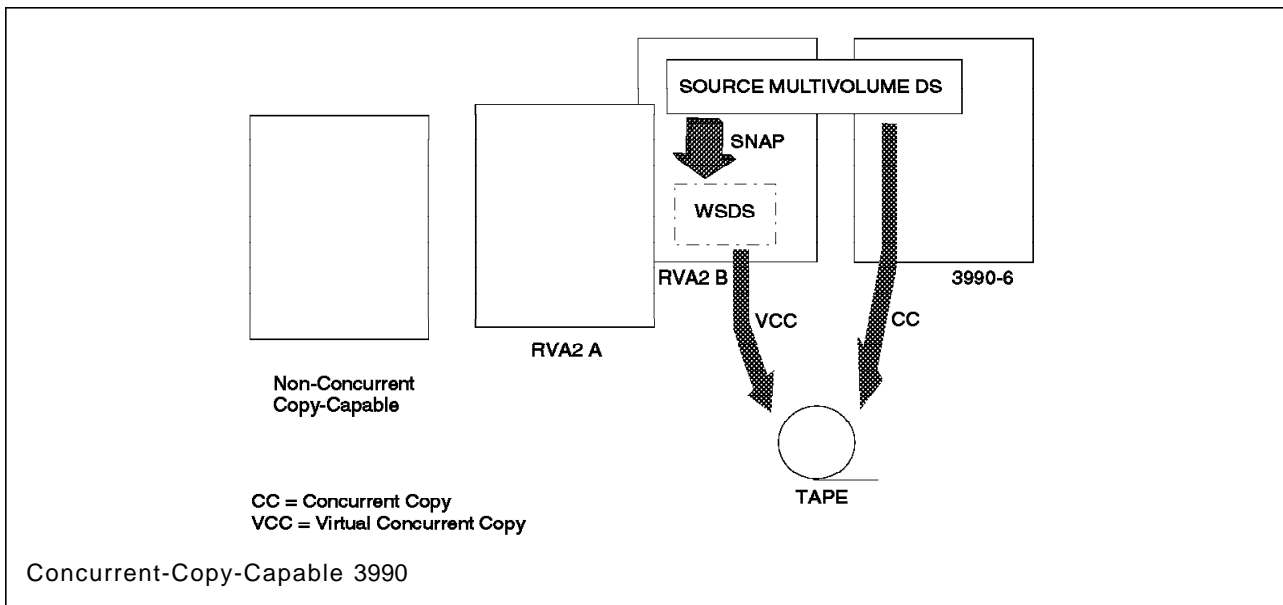 SOURCE MULTIVOLUME DS
SNAP
WSDS
RVA2 B
3990-6
VCC
CC
RVA2 A
Non-Concurrent
Copy-Capable
TAPE
CC = Concurrent Copy
VCC = Virtual Concurrent Copy
Concurrent-Copy-Capable 3990